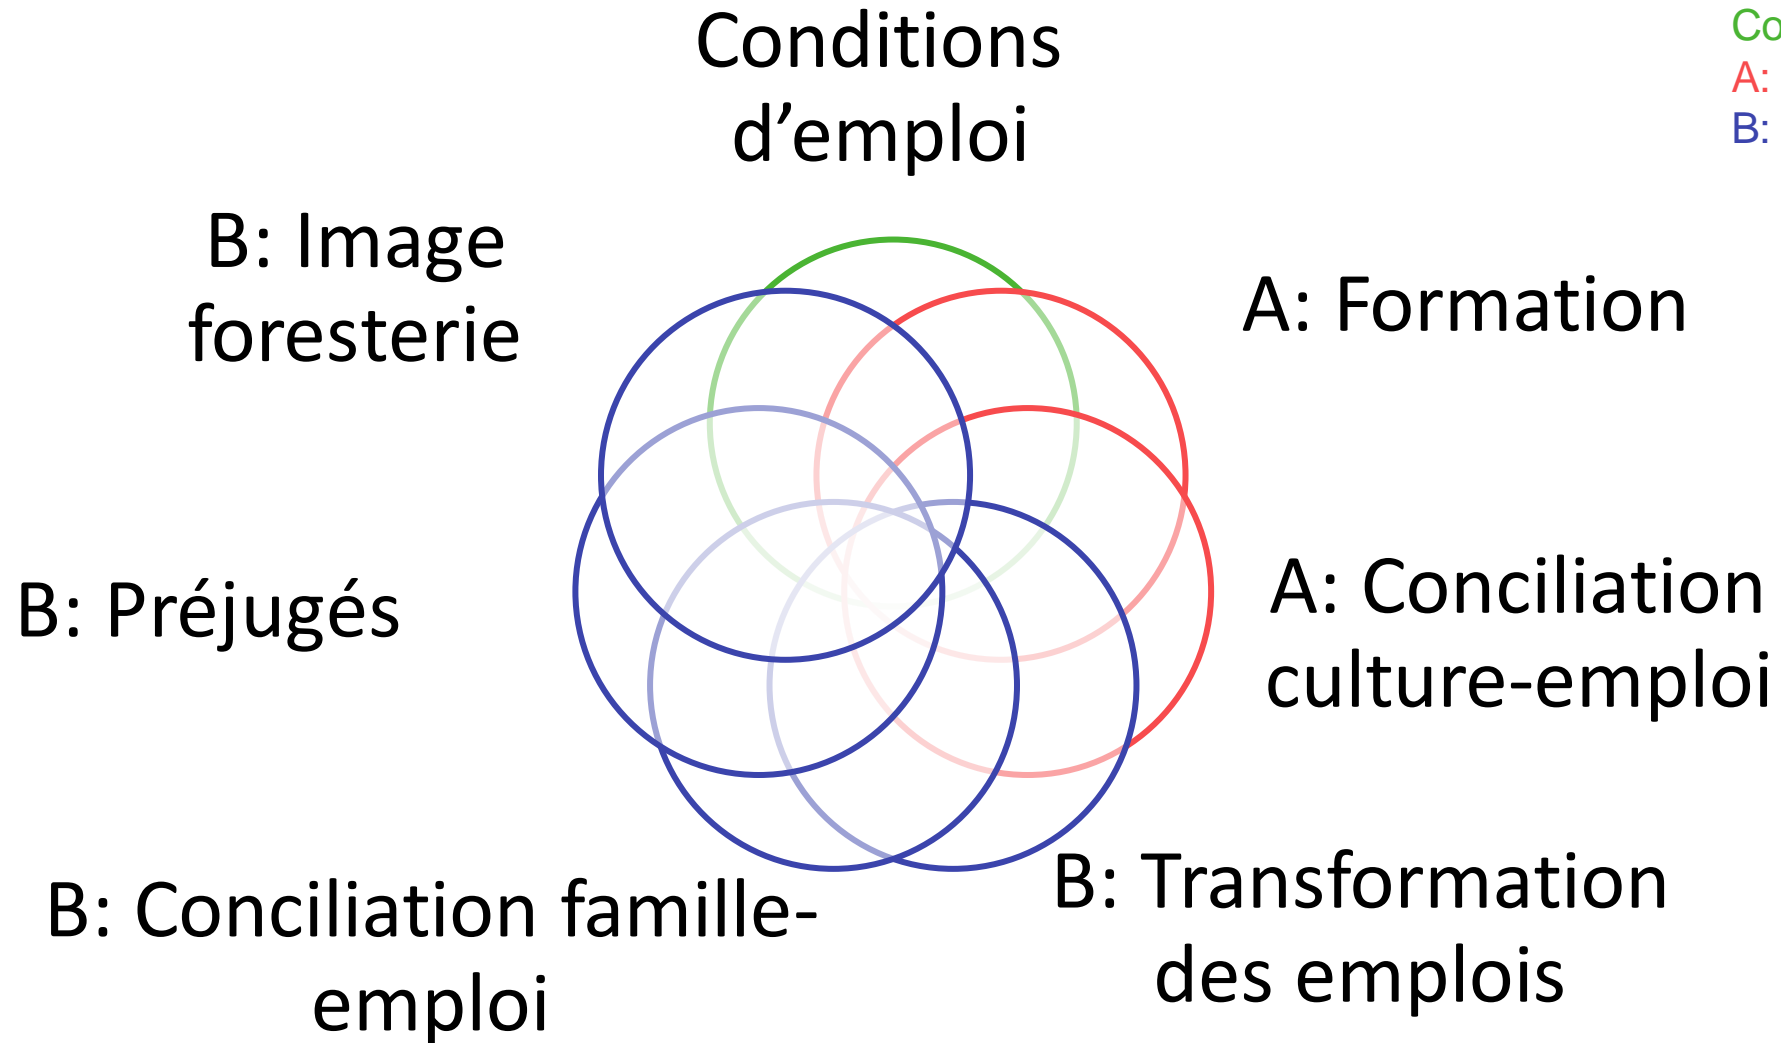 Conditions
d’emploi
Co
A:
B:
B: Image
foresterie
A: Formation
B: Préjugés
A: Conciliation
culture-emploi
B: Conciliation famille-
emploi
B: Transformation
des emplois